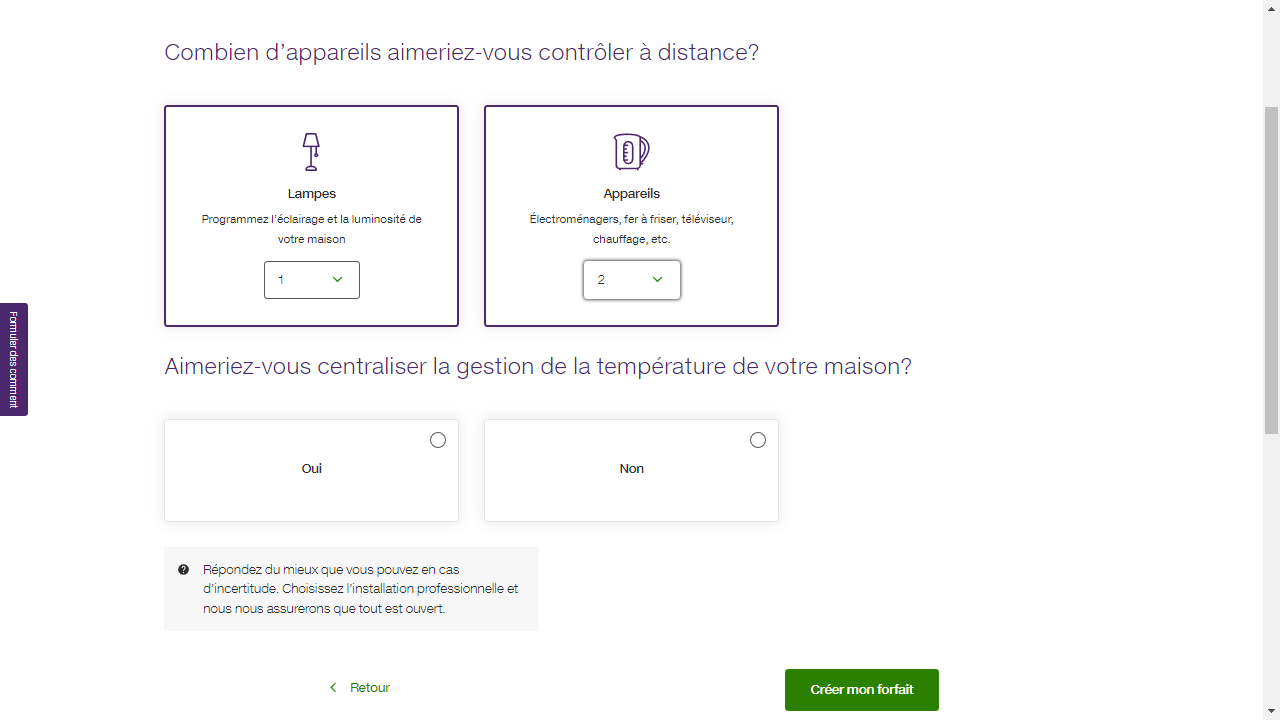 Combien d’appareils aimeriez-vous contrôler à distance?
Lampes
Programmez l’éclairage et la luminosité de
votre maison
1
Appareils
Électroménagers, fer à friser, téléviseur,
chauffage, etc.
2
Formuler des comment
Aimeriez-vous centraliser la gestion de la température de votre maison?
Oui
Non
Répondez du mieux que vous pouvez en cas
d’incertitude. Choisissez l’installation professionnelle et
nous nous assurerons que tout est ouvert.
Retour
Créer mon forfait